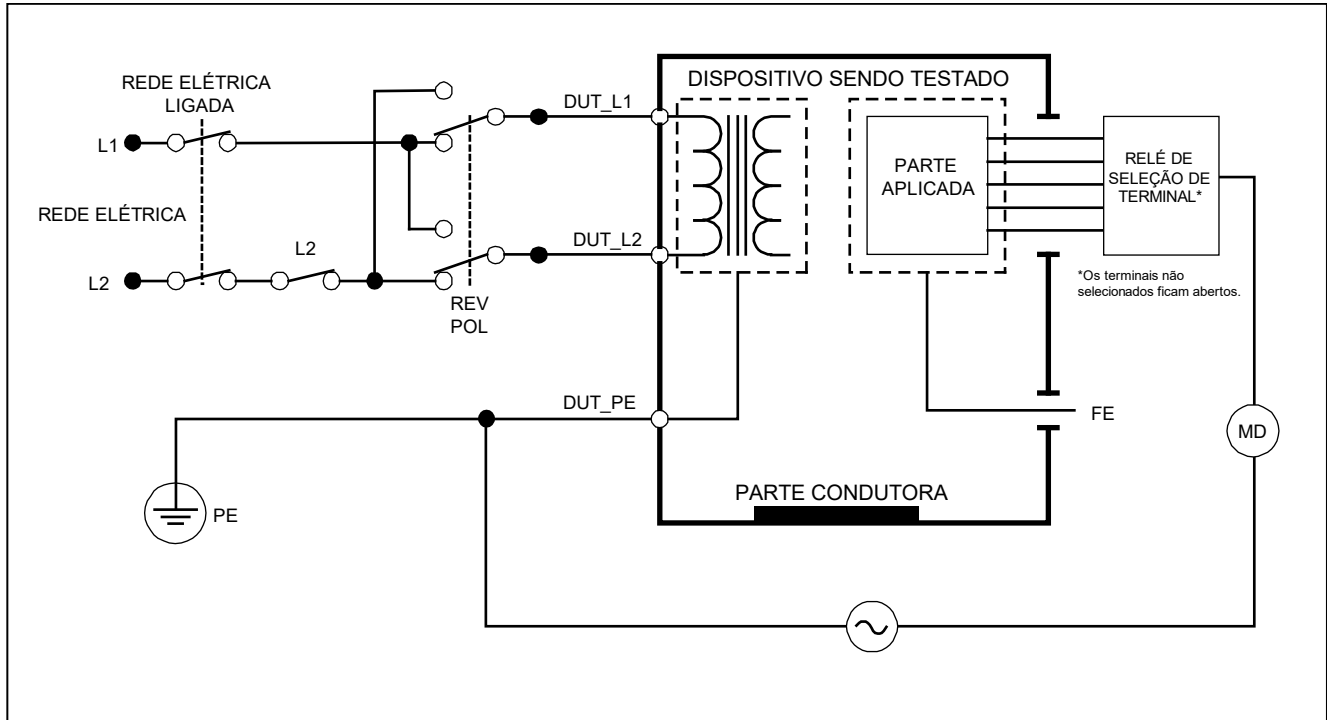 REDE ELÉTRICA
LIGADA
L1
REDE ELÉTRICA
L2
L2
REV
POL
DUT_L1
DUT_L2
DUT_PE
PE
DISPOSITIVO SENDO TESTADO
PARTE
APLICADA
RELÉ DE
SELEÇÃO DE
TERMINAL*
*Os terminais não
selecionados ficam abertos.
FE
MD
PARTE CONDUTORA